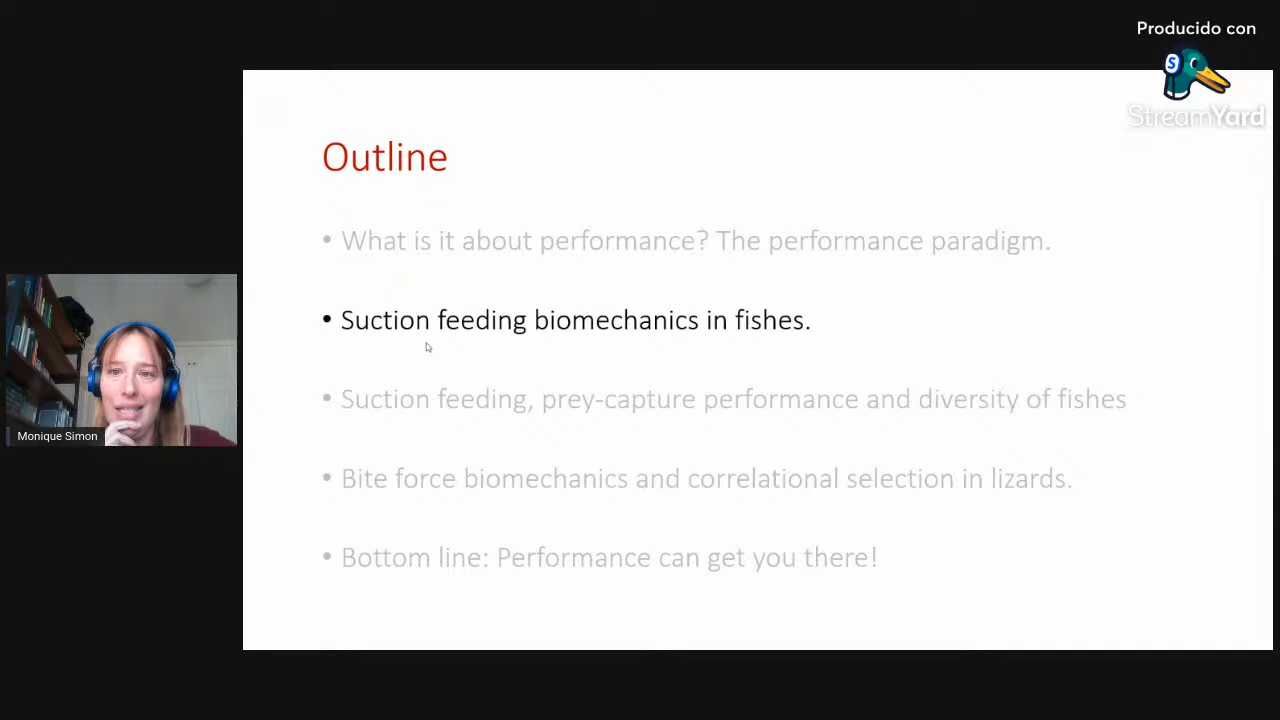 Producido con
S
StreamYard
Outline
• What is it about performance? The performance paradigm.
• Suction feeding biomechanics in fishes.
• Suction feeding, prey-capture performance and diversity of fishes
• Bite force biomechanics and correlational selection in lizards.
• Bottom line: Performance can get you there!
Monique Simon